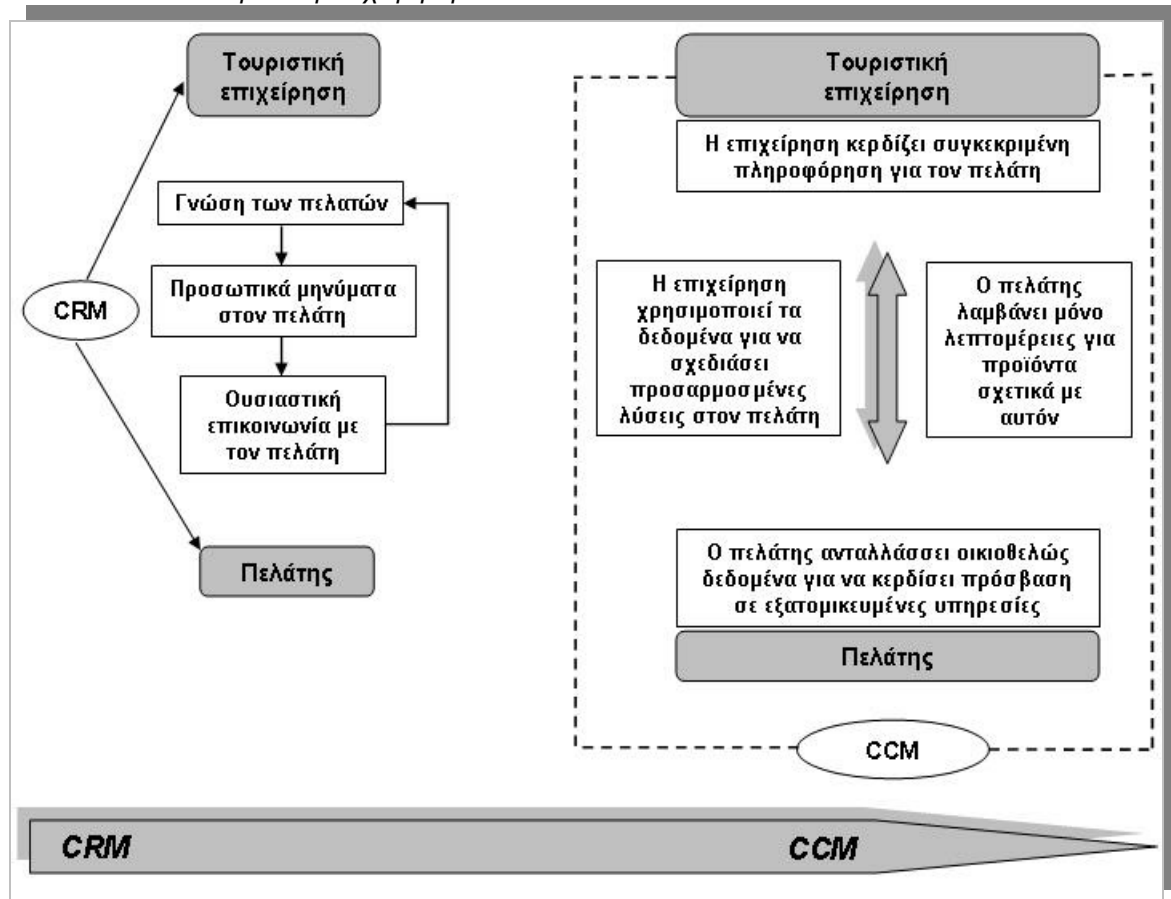 Τουριστική
επιχείρηση
Γνώση των πελατών
Προσωπικά μηνύματα
στον πελάτη
CRM
Ουσιαστική
επικοινωνία με
τον πελάτη
Πελάτης
Τουριστική
επιχείρηση
Η επιχείρηση κερδίζει συγκεκριμένη
πληροφόρηση για τον πελάτη
Η επιχείρηση
χρησιμοποιεί τα
δεδομένα για να
σχεδιάσει
προσαρμοσμένες
λύσεις στον πελάτη
Ο πελάτης
λαμβάνει μόνο
λεπτομέρειες για
προϊόντα
σχετικά με
αυτόν
Ο πελάτης ανταλλάσσει οικιοθελώς
δεδομένα για να κερδίσει πρόσβαση
σε εξατομικευμένες υπηρεσίες
Πελάτης
CCM
CRM
CCM